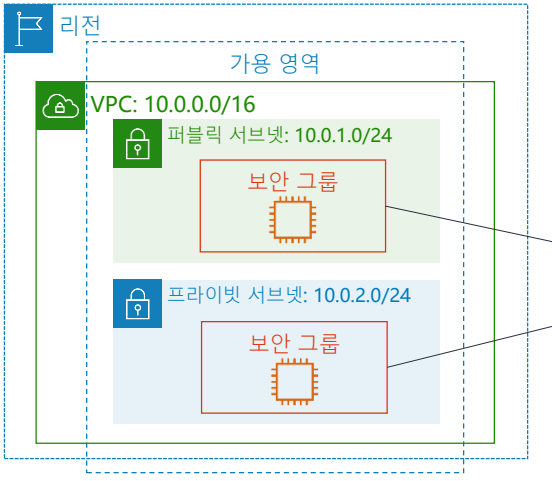 리전
가용 영역
VPC: 10.0.0.0/16
퍼블릭 서브넷: 10.0.1.0/24
보안 그룹
프라이빗 서브넷: 10.0.2.0/24
보안 그룹